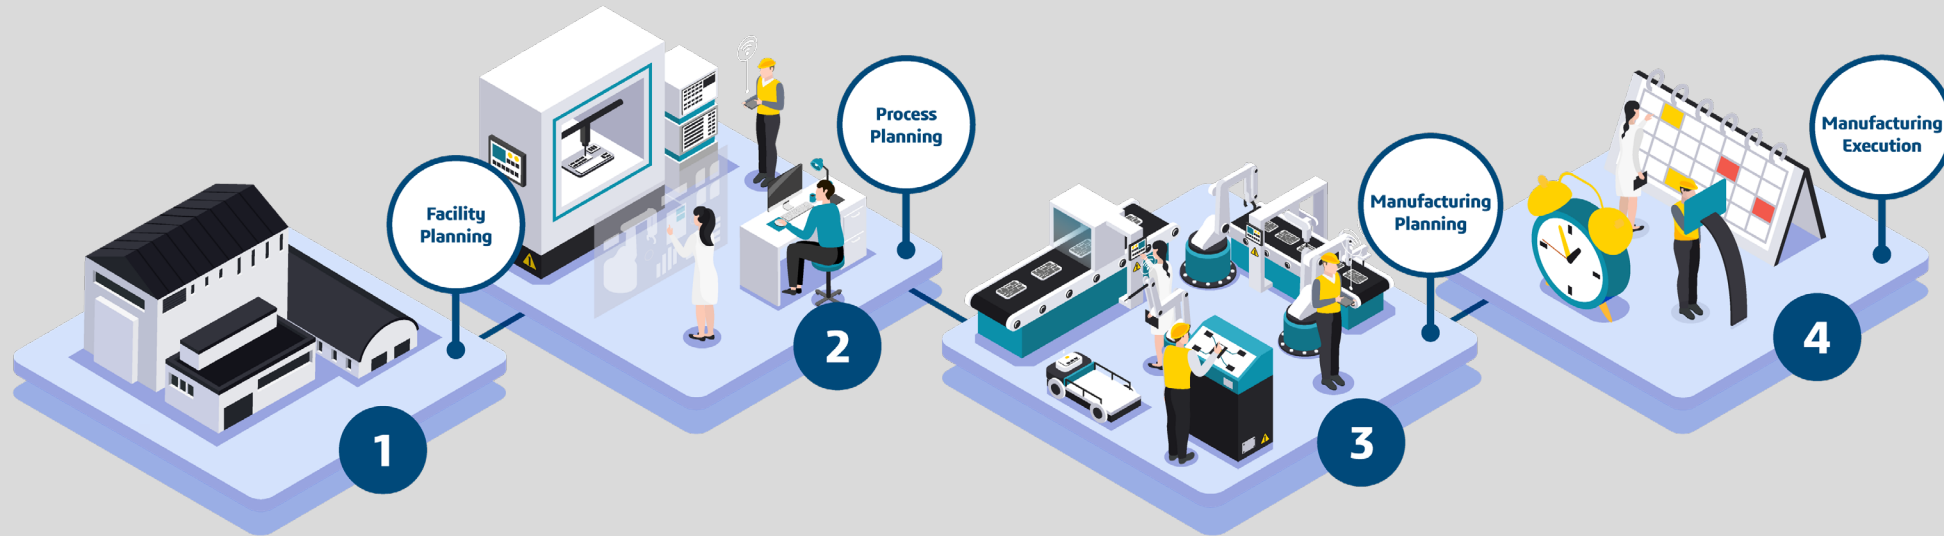 Facility
Planning
1
Process
Planning
2
Manufacturing
Planning
3
Manufacturing
Execution
4